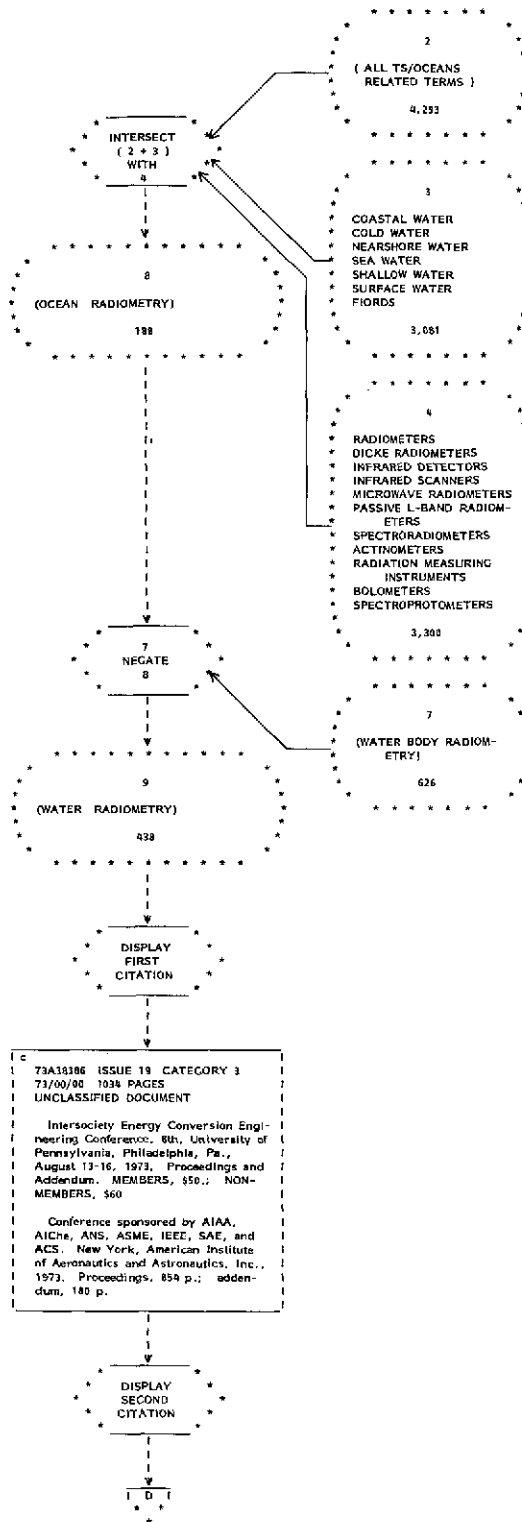 2
( ALL TS/OCEANS
RELATED TERMS )
4,293
INTERSECT
( 2 + 3 )
WITH
4
3
COASTAL WATER
COLD WATER
NEARSHORE WATER
SEA WATER
SHALLOW WATER
SURFACE WATER
FIORDS
3,081
8
(OCEAN RADIOMETRY)
188
4
RADIOMETERS
DICKE RADIOMETERS
INFRARED DETECTORS
INFRARED SCANNERS
MICROWAVE RADIOMETERS
PASSIVE L-BAND RADIOM-
ETERS
SPECTRORADIOMETERS
ACTINOMETERS
RADIATION MEASURING
INSTRUMENTS
BOLOMETERS
SPECTROPROTOMETERS
3,300
7
NEGATE
8
7
(WATER BODY RADIOM-
ETRY)
626
9
(WATER RADIOMETRY)
438
DISPLAY
FIRST
CITATION
C
73A38386 ISSUE 19 CATEGORY 3
73/00/00 1034 PAGES
UNCLASSIFIED DOCUMENT
Intersociety Energy Conversion Engi-
neering Conference, 8th, University of
Pennsylvania, Philadelphia, Pa.,
August 13-16, 1973, Proceedings and
Addendum. MEMBERS, $50.; NON-
MEMBERS, $60
Conference sponsored by AIAA,
AIChe, ANS, ASME, IEEE, SAE, and
ACS. New York, American Institute
of Aeronautics and Astronautics, Inc.,
1973. Proceedings, 854 p.; adden-
dum, 180 p.
DISPLAY
SECOND
CITATION
D